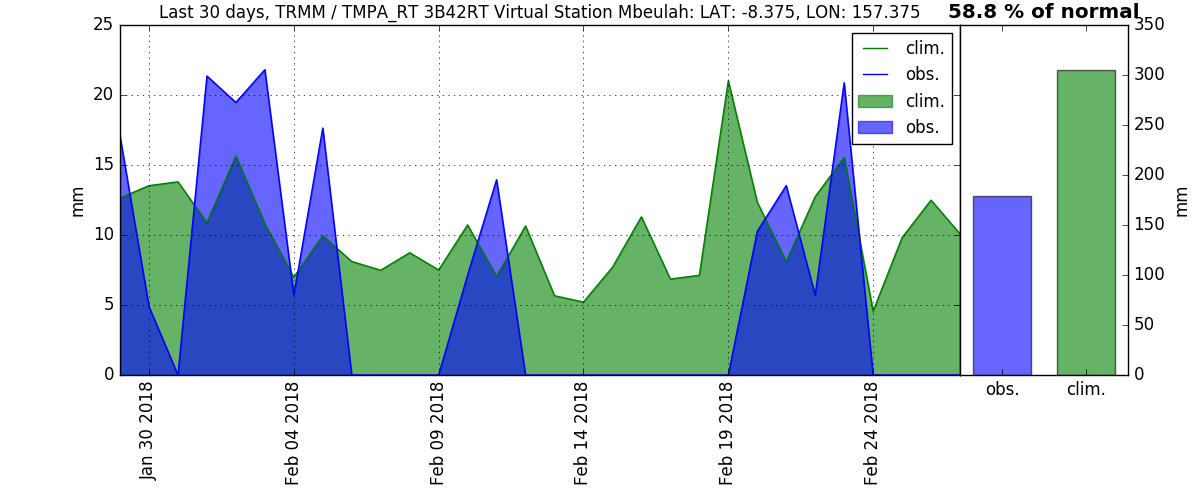 Last 30 days, TRMM / TMPA_RT 3B42RT Virtual Station Mbeulah: LAT: -8.375, LON: 157.375
58.8 % of normal
25
20
15
10
5
0
mm
clim.
obs.
clim.
obs.
Jan 30 2018
Feb 04 2018
Feb 09 2018
Feb 14 2018
Feb 19 2018
Feb 24 2018
350
300
250
200
150
100
50
0
mm
obs.
clim.